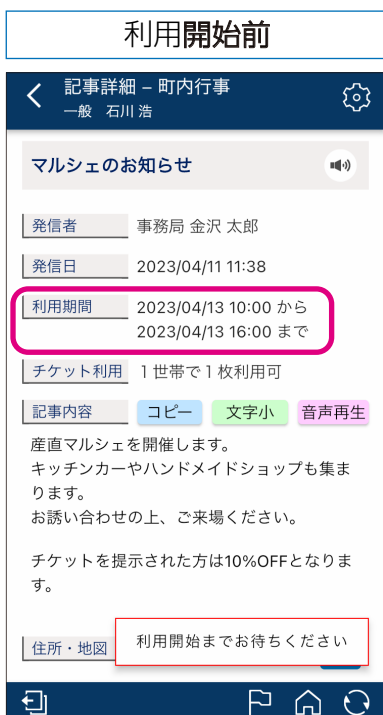 利用開始前
記事詳細 – 町内行事
一般 石川 浩
マルシェのお知らせ
発信者 事務局 金沢 太郎
発信日 2023/04/11 11:38
利用期間 2023/04/13 10:00 から
2023/04/13 16:00 まで
チケット利用 1世帯で1枚利用可
記事内容 コピー 文字小 音声再生
産直マルシェを開催します。
キッチンカーやハンドメイドショップも集ま
ります。
お誘い合わせの上、ご来場ください。
チケットを提示された方は10%OFFとなりま
す。
住所・地図 利用開始までお待ちください